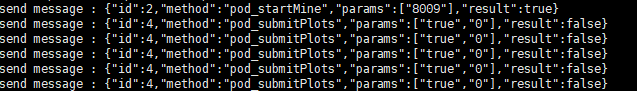 send message : {"id":2,"method":"pod_startMine","params":["8009"],"result":true}
send message : {"id":4,"method":"pod_submitPlots","params":["true","0"],"result":false}
send message : {"id":4,"method":"pod_submitPlots","params":["true","0"],"result":false}
send message : {"id":4,"method":"pod_submitPlots","params":["true","0"],"result":false}
send message : {"id":4,"method":"pod_submitPlots","params":["true","0"],"result":false}
send message : {"id":4,"method":"pod_submitPlots","params":["true","0"],"result":false}